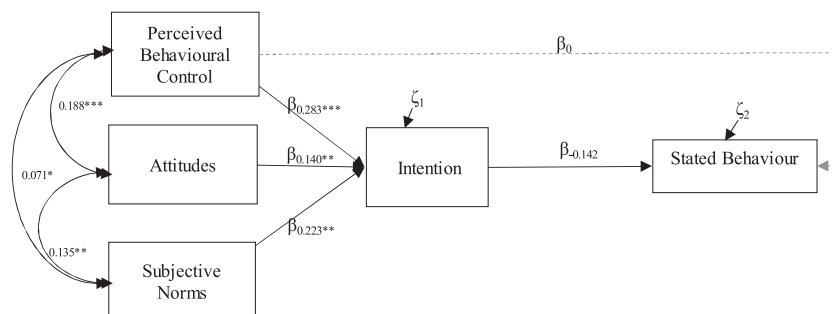 Perceived
Behavioural
Control
β0
0.188***
β0.283***
ζ1
ζ2
Attitudes
β0.140**
Intention
β-0.142
Stated Behaviour
0.071*
β0.223**
0.135**
Subjective
Norms